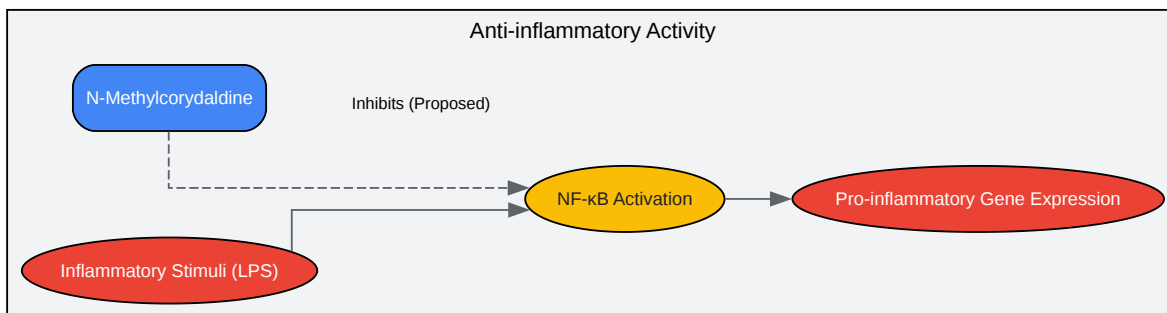 Anti-inflammatory Activity
N-Methylcorydaldine
Inhibits (Proposed)
NF-κB Activation
Pro-inflammatory Gene Expression
Inflammatory Stimuli (LPS)